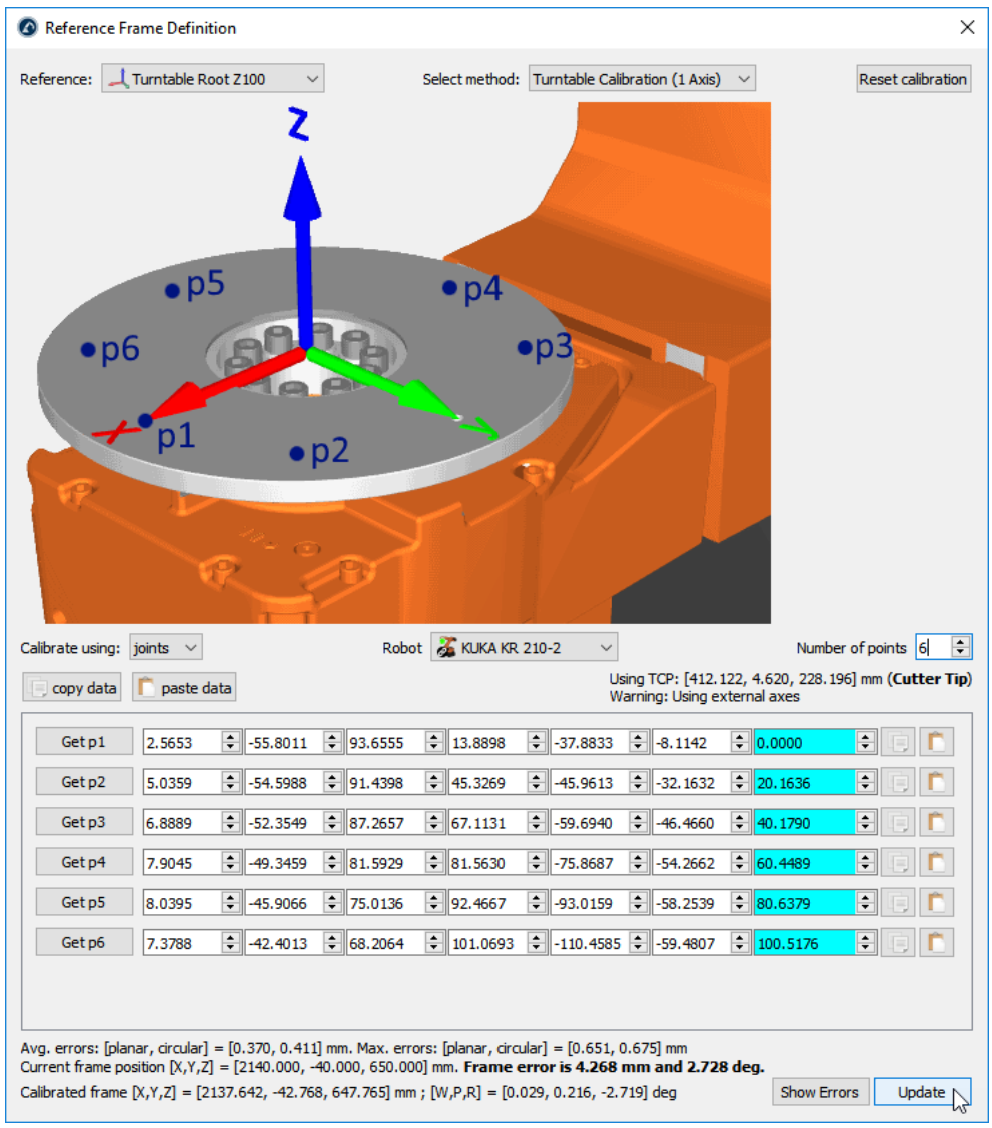 Reference Frame Definition
Reference: Turntable Root Z100 Select method: Turntable Calibration (1 Axis) Reset calibration
Z
p5
p4
p6
p3
X
p1
Y
p2
Calibrate using: joints Robot KUKA KR 210-2 Number of points 6
copy data paste data Using TCP: [412.122, 4.620, 228.196] mm (Cutter Tip)
Warning: Using external axes
Get p1 2.5653 -55.8011 93.6555 13.8898 -37.8833 -8.1142 0.0000
Get p2 5.0359 -54.5988 91.4398 45.3269 -45.9613 -32.1632 20.1636
Get p3 6.8889 -52.3549 87.2657 67.1131 -59.6940 -46.4660 40.1790
Get p4 7.9045 -49.3459 81.5929 81.5630 -75.8687 -54.2662 60.4489
Get p5 8.0395 -45.9066 75.0136 92.4667 -93.0159 -58.2539 80.6379
Get p6 7.3788 -42.4013 68.2064 101.0693 -110.4585 -59.4807 100.5176
Avg. errors: [planar, circular] = [0.370, 0.411] mm. Max. errors: [planar, circular] = [0.651, 0.675] mm
Current frame position [X,Y,Z] = [2140.000, -40.000, 650.000] mm. Frame error is 4.268 mm and 2.728 deg.
Calibrated frame [X,Y,Z] = [2137.642, -42.768, 647.765] mm ; [W,P,R] = [0.029, 0.216, -2.719] deg Show Errors Update